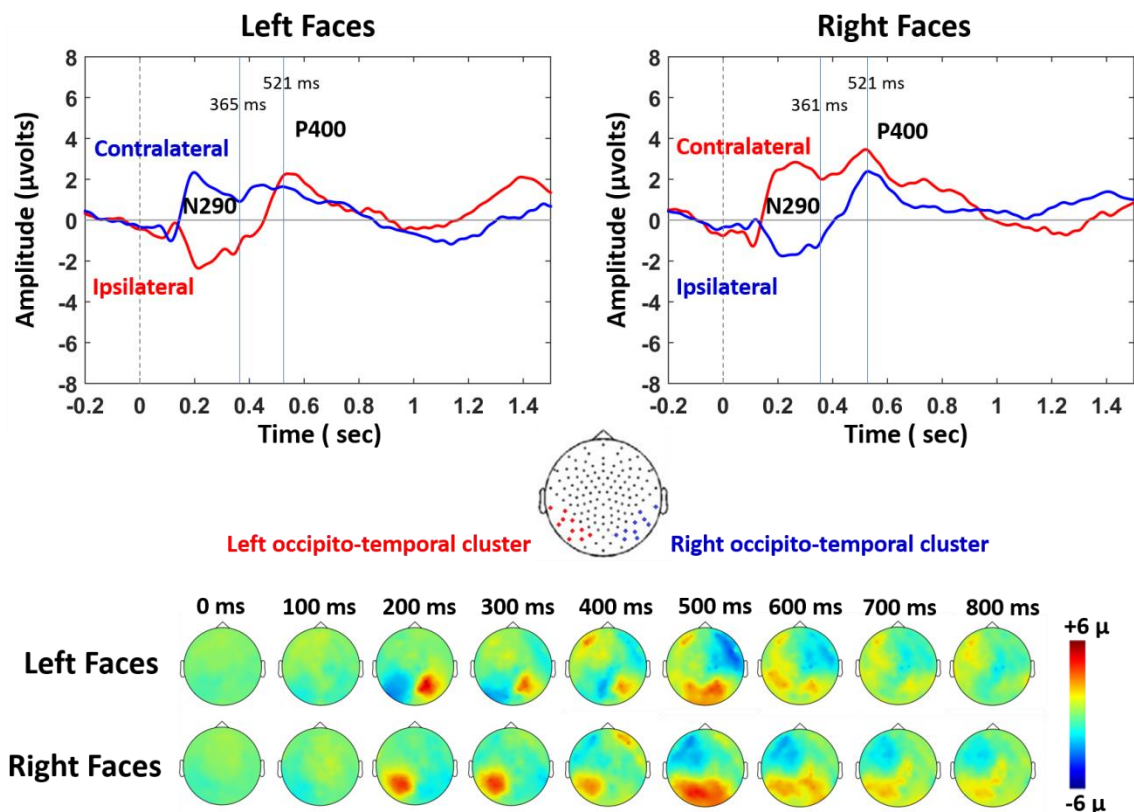 Left Faces
Right Faces
8
6
4
2
0
-2
-4
-6
-8
Amplitude (µvolts)
521 ms
365 ms
P400
Contralateral
N290
Ipsilateral
-0.2 0 0.2 0.4 0.6 0.8 1 1.2 1.4
Time ( sec)
8
6
4
2
0
-2
-4
-6
-8
Amplitude (µvolts)
521 ms
361 ms
P400
Contralateral
N290
Ipsilateral
-0.2 0 0.2 0.4 0.6 0.8 1 1.2 1.4
Time ( sec)
Left occipito-temporal cluster
Right occipito-temporal cluster
0 ms 100 ms 200 ms 300 ms 400 ms 500 ms 600 ms 700 ms 800 ms
+6 µ
Left Faces
Right Faces
-6 µ